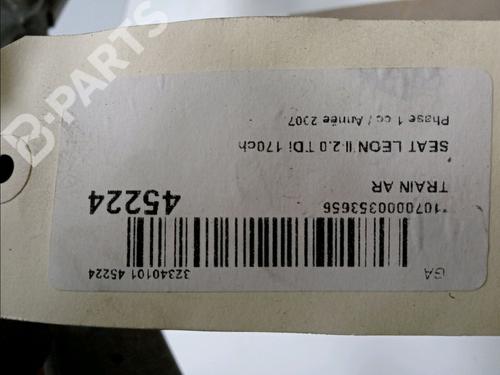 B-PARTS
GA
32340101 45224
*1070000353656
TRAIN AR
45224
SEAT LEON II 2.0 TDi 170ch
Phase 1 cc / Année 2007